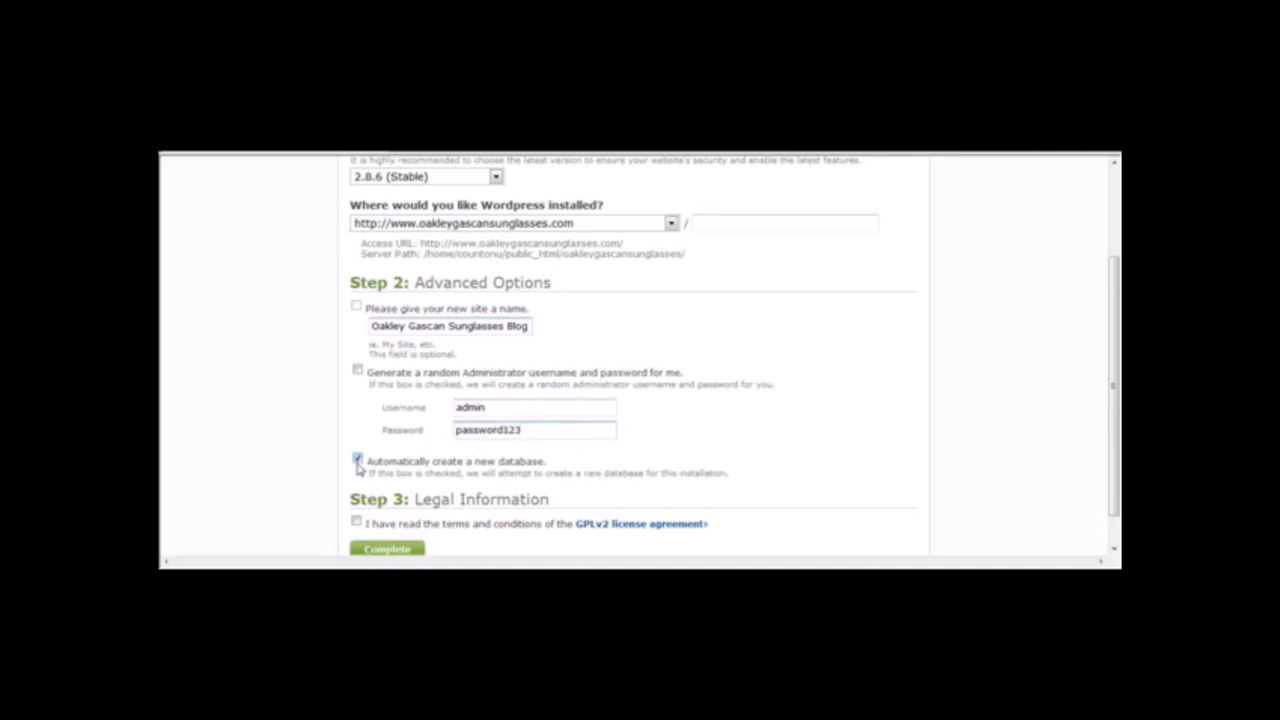 It is highly recommended to choose the latest version to ensure your website's security and enable the latest features.
2.8.6 (Stable)
Where would you like Wordpress installed?
http://www.oakleygascansunglasses.com /
Access URL: http://www.oakleygascansunglasses.com/
Server Path: /home/countonu/public_html/oakleygascansunglasses/
Step 2: Advanced Options
Please give your new site a name.
Oakley Gascan Sunglasses Blog
ie. My Site, etc.
This field is optional.
Generate a random Administrator username and password for me.
If this box is checked, we will create a random administrator username and password for you.
Username admin
Password password123
Automatically create a new database.
If this box is checked, we will attempt to create a new database for this installation.
Step 3: Legal Information
I have read the terms and conditions of the GPLv2 license agreement›
Complete